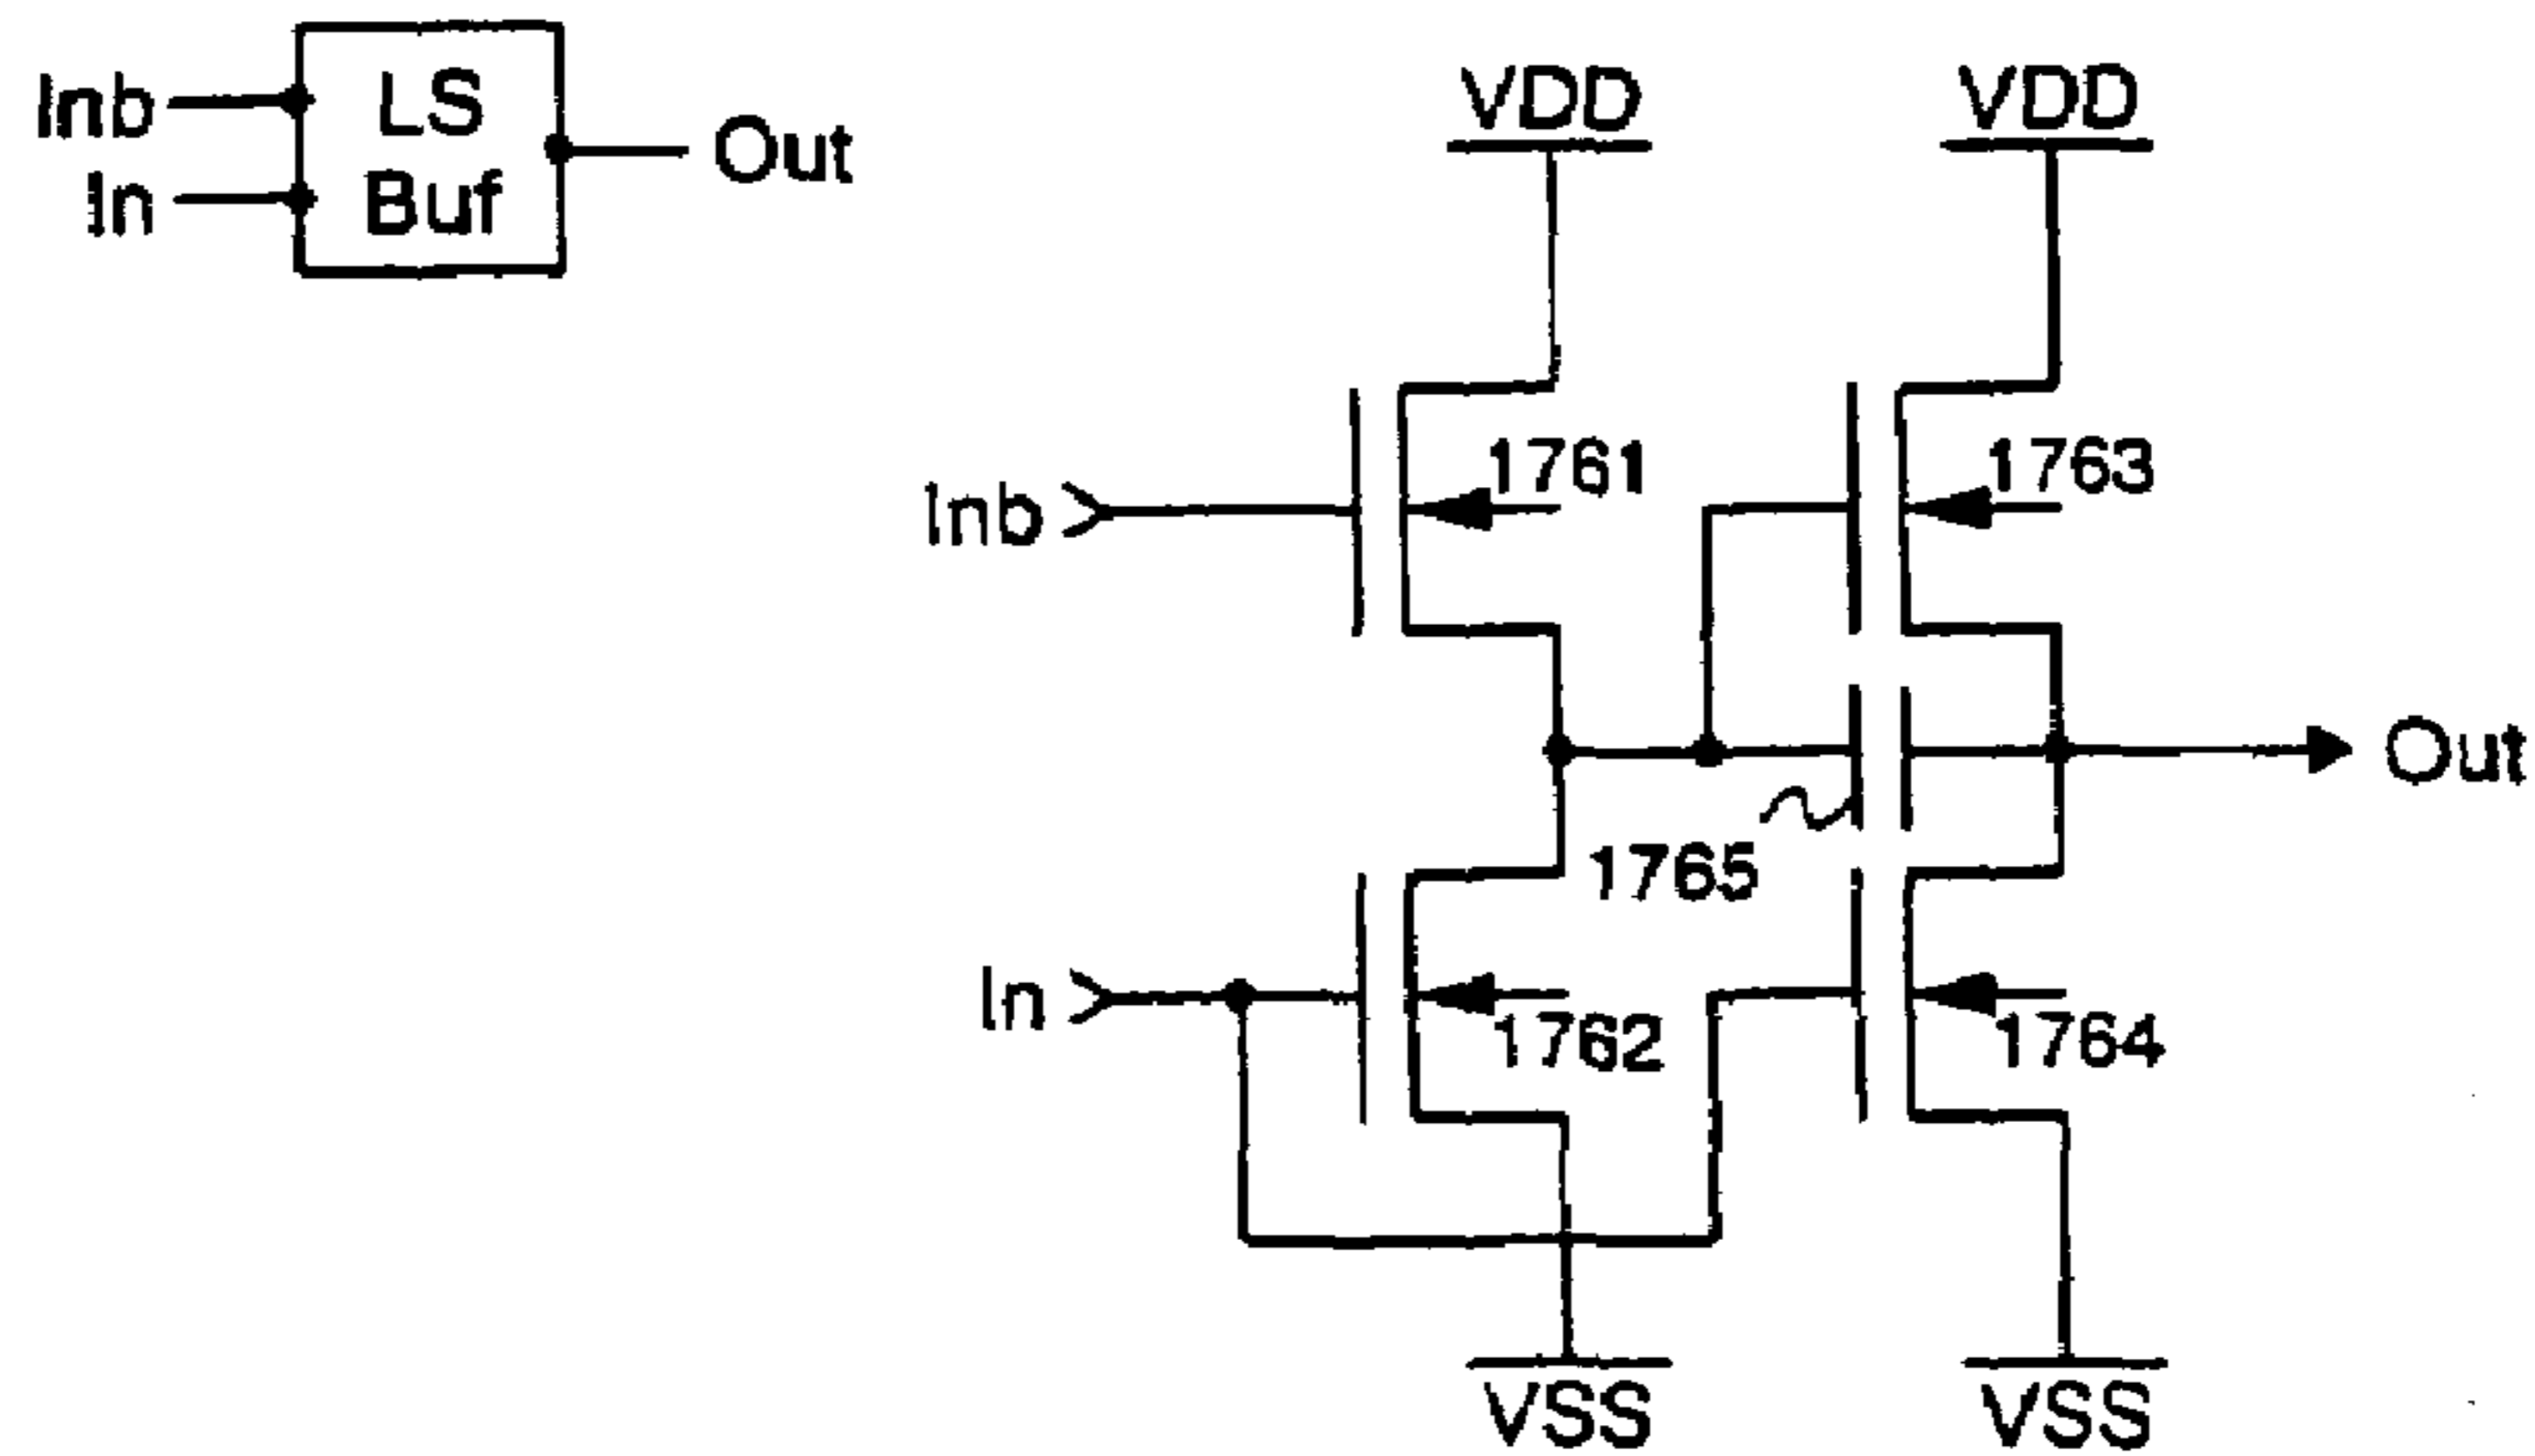 Inb
In
LS
Buf
Out
VDD
VDD
1761
1763
Inb
Out
1765
In
1762
1764
VSS
VSS